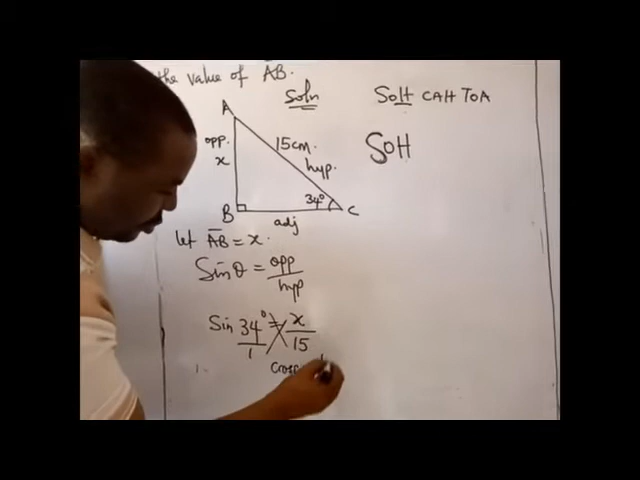 the value of AB.
Soln
SOH CAH TOA
A
opp.
15cm.
SOH
x
hyp.
34°
B
C
adj
let AB = x.
Sin θ = opp
hyp
Sin 34° = x
1 15